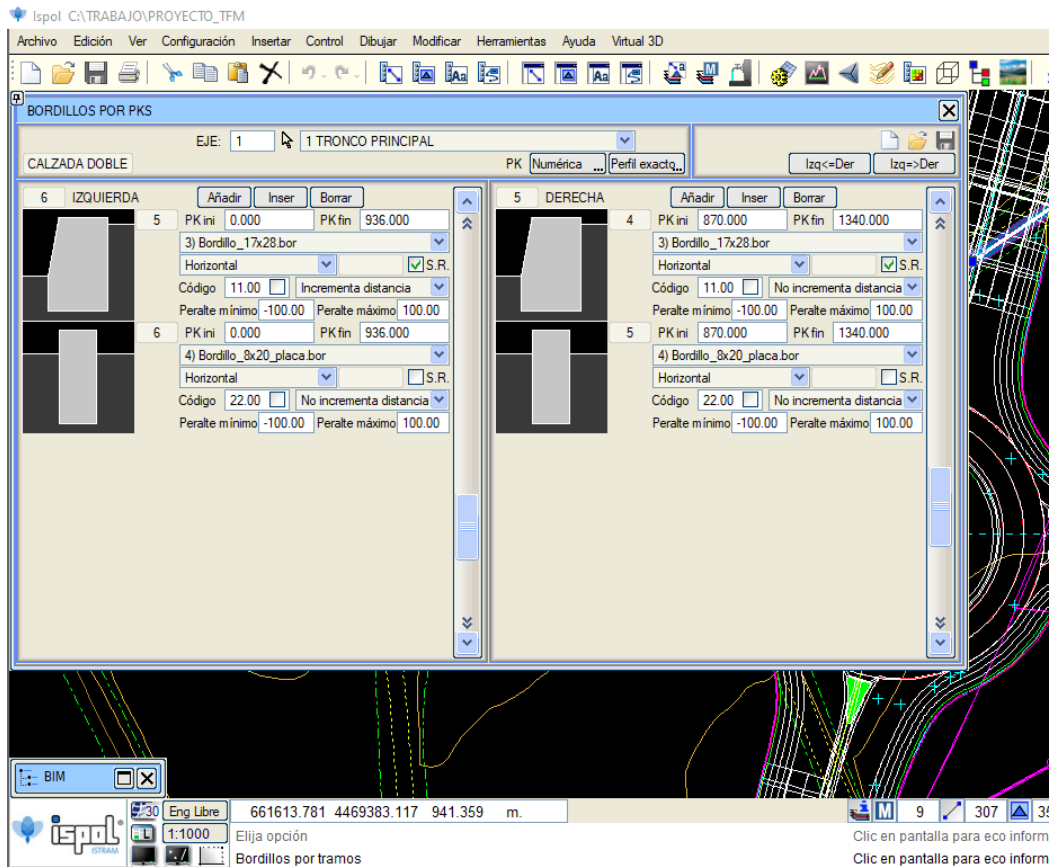 Ispol C:\TRABAJO\PROYECTO_TFM
Archivo Edición Ver Configuración Insertar Control Dibujar Modificar Herramientas Ayuda Virtual 3D
BORDILLOS POR PKS
EJE: 1 1 TRONCO PRINCIPAL
CALZADA DOBLE PK Numérica ... Perfil exacto... Izq<=Der Izq=>Der
6 IZQUIERDA Añadir Inser Borrar
5 PK ini 0.000 PK fin 936.000
3) Bordillo_17x28.bor
Horizontal S.R.
Código 11.00 Incrementa distancia
Peralte mínimo -100.00 Peralte máximo 100.00
6 PK ini 0.000 PK fin 936.000
4) Bordillo_8x20_placa.bor
Horizontal S.R.
Código 22.00 No incrementa distancia
Peralte mínimo -100.00 Peralte máximo 100.00
5 DERECHA Añadir Inser Borrar
4 PK ini 870.000 PK fin 1340.000
3) Bordillo_17x28.bor
Horizontal S.R.
Código 11.00 No incrementa distancia
Peralte mínimo -100.00 Peralte máximo 100.00
5 PK ini 870.000 PK fin 1340.000
4) Bordillo_8x20_placa.bor
Horizontal S.R.
Código 22.00 No incrementa distancia
Peralte mínimo -100.00 Peralte máximo 100.00
BIM
ispol
ISTRAM
30 Eng Libre 661613.781 4469383.117 941.359 m. M 9 307 35
1:1000 Elija opción Clic en pantalla para eco inform
Bordillos por tramos Clic en pantalla para eco inform